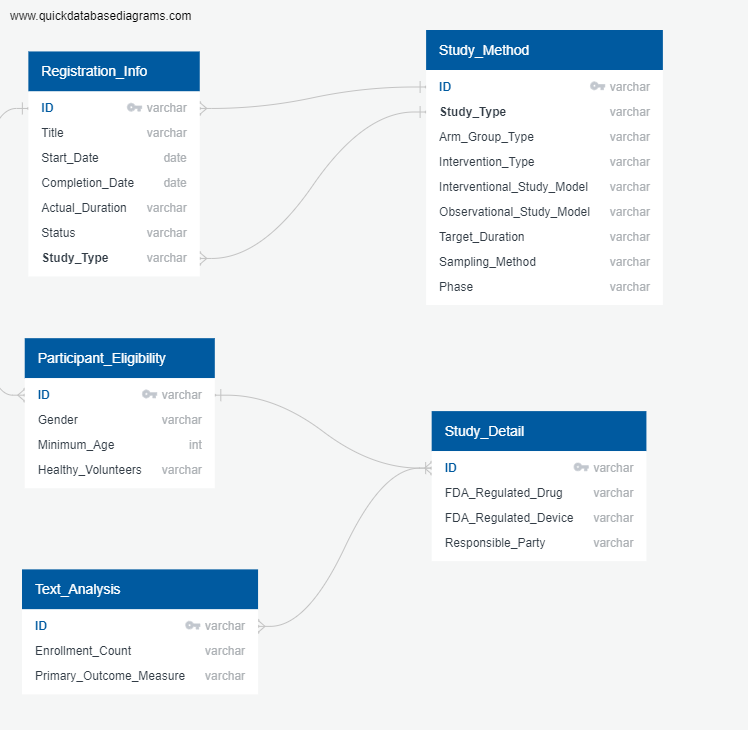 www.quickdatabasediagrams.com
Registration_Info
ID varchar
Title varchar
Start_Date date
Completion_Date date
Actual_Duration varchar
Status varchar
Study_Type varchar
Study_Method
ID varchar
Study_Type varchar
Arm_Group_Type varchar
Intervention_Type varchar
Interventional_Study_Model varchar
Observational_Study_Model varchar
Target_Duration varchar
Sampling_Method varchar
Phase varchar
Participant_Eligibility
ID varchar
Gender varchar
Minimum_Age int
Healthy_Volunteers varchar
Study_Detail
ID varchar
FDA_Regulated_Drug varchar
FDA_Regulated_Device varchar
Responsible_Party varchar
Text_Analysis
ID varchar
Enrollment_Count varchar
Primary_Outcome_Measure varchar